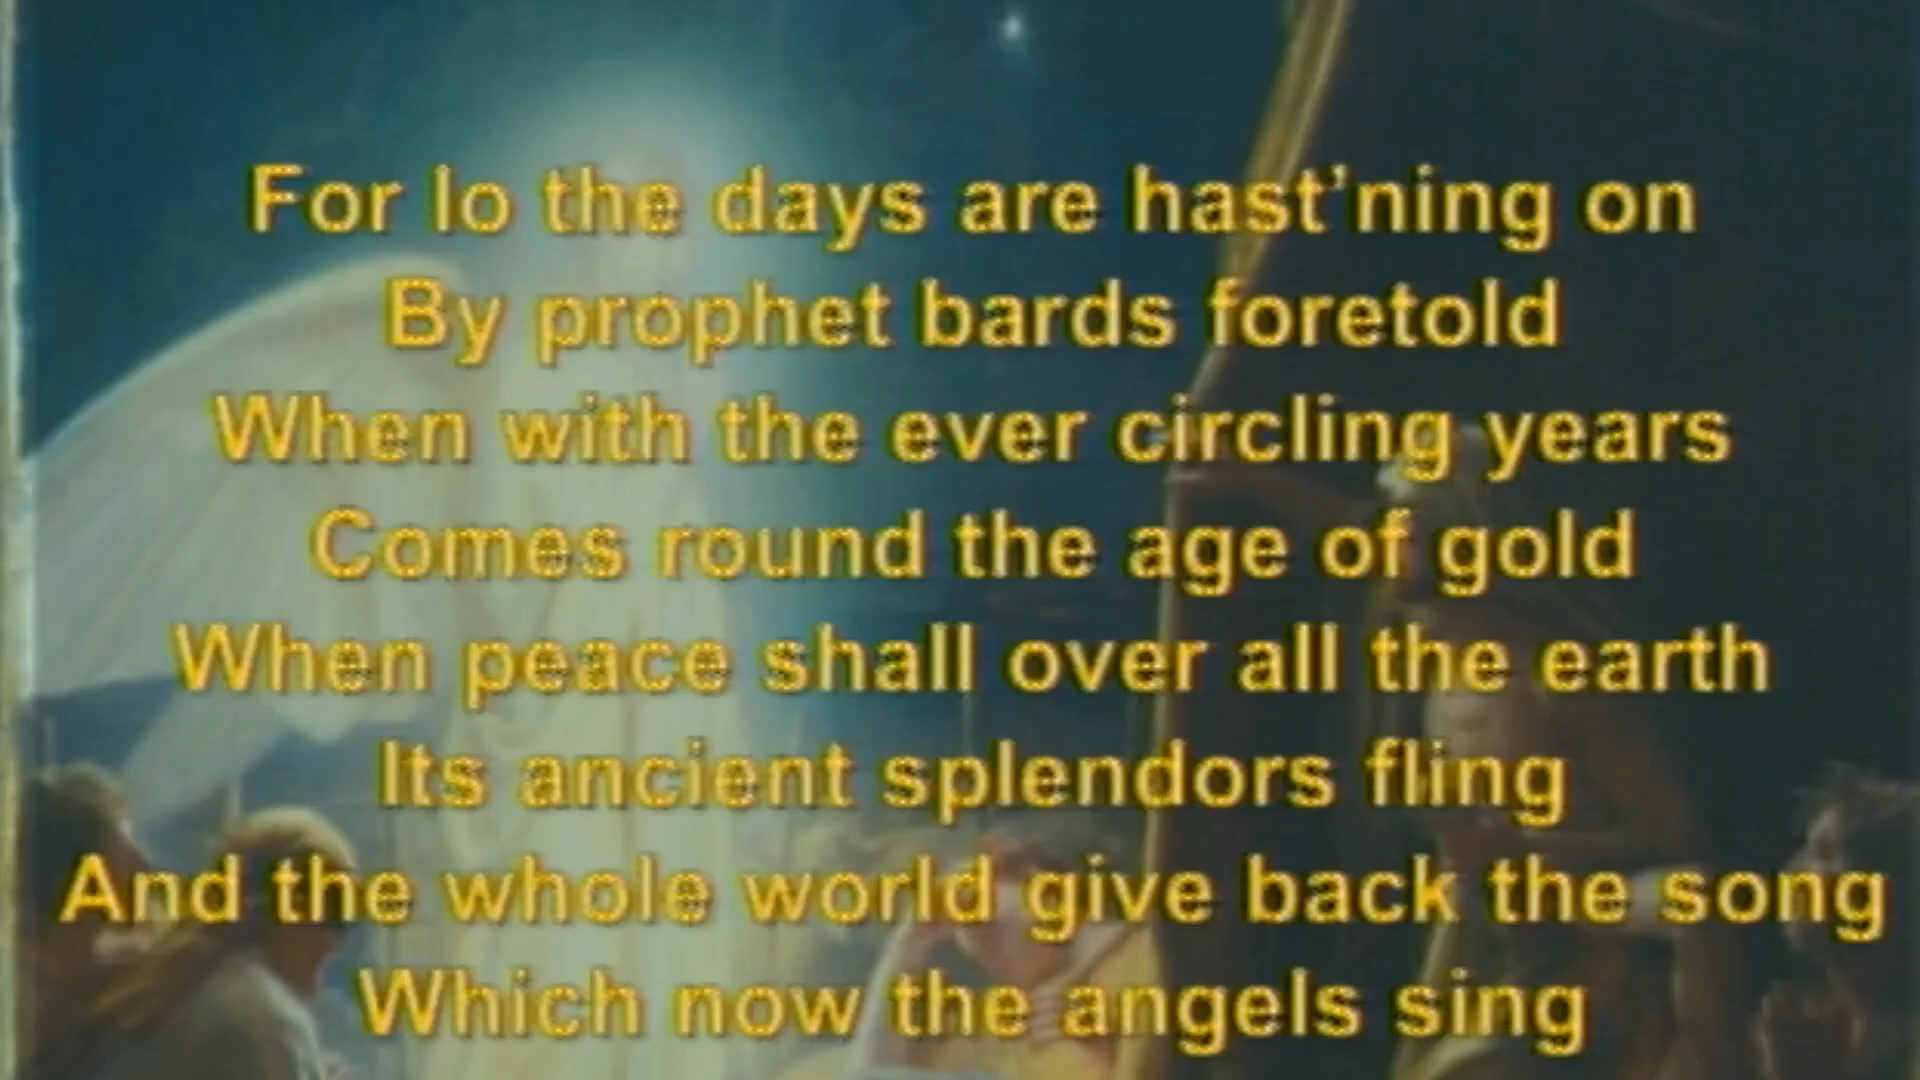 For lo the days are hast'ning on
By prophet bards foretold
When with the ever circling years
Comes round the age of gold
When peace shall over all the earth
Its ancient splendors fling
And the whole world give back the song
Which now the angels sing